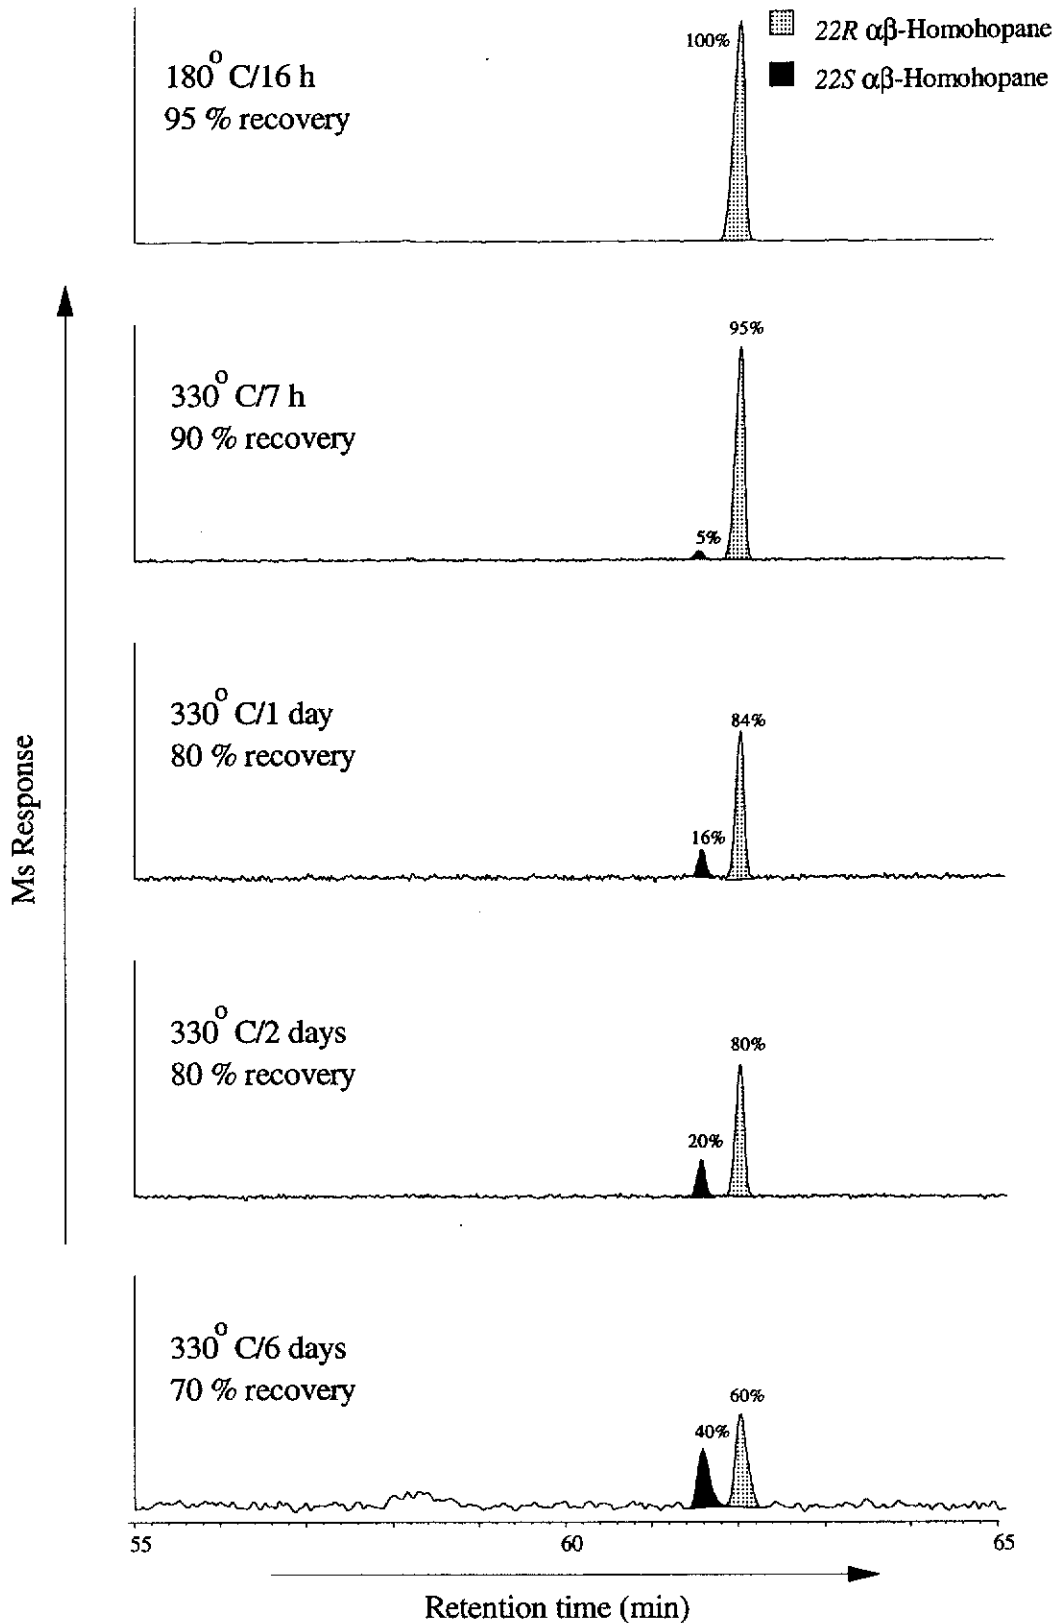 100%
22R αβ-Homohopane
22S αβ-Homohopane
180° C/16 h
95 % recovery
95%
330° C/7 h
90 % recovery
5%
84%
330° C/1 day
80 % recovery
16%
Ms Response
330° C/2 days
80 % recovery
80%
20%
330° C/6 days
70 % recovery
60%
40%
55
60
65
Retention time (min)